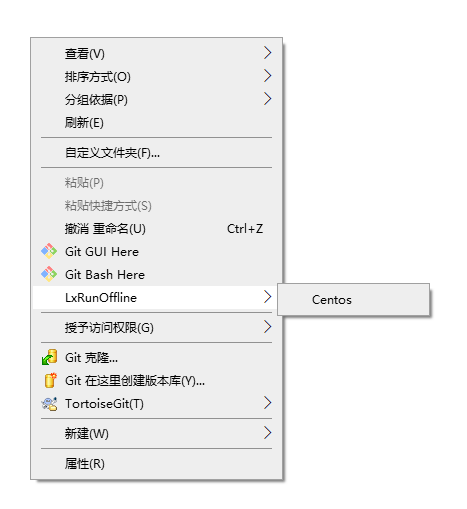 查看(V)
排序方式(O)
分组依据(P)
刷新(E)
自定义文件夹(F)...
粘贴(P)
粘贴快捷方式(S)
撤消 重命名(U) Ctrl+Z
Git GUI Here
Git Bash Here
LxRunOffline Centos
授予访问权限(G)
Git 克隆...
Git 在这里创建版本库(Y)...
TortoiseGit(T)
新建(W)
属性(R)